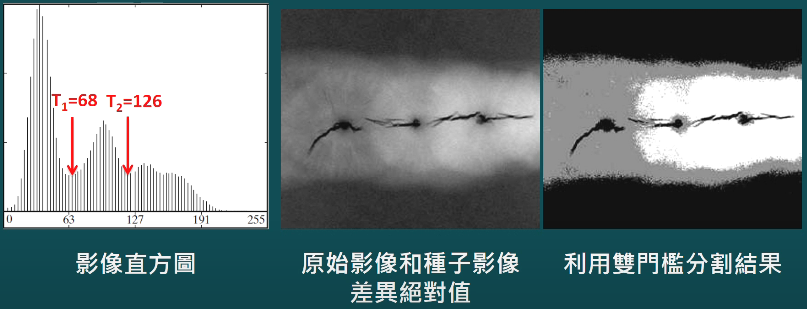 T1=68 T2=126
0 63 127 191 255
影像直方圖
原始影像和種子影像
差異絕對值
利用雙門檻分割結果